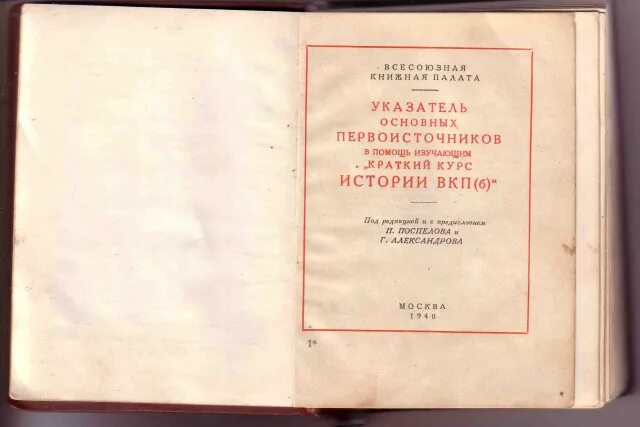 ВСЕСОЮЗНАЯ
КНИЖНАЯ ПАЛАТА
УКАЗАТЕЛЬ
ОСНОВНЫХ
ПЕРВОИСТОЧНИКОВ
В ПОМОЩЬ ИЗУЧАЮЩИМ
„КРАТКИЙ КУРС
ИСТОРИИ ВКП(б)“
Под редакцией и с предисловием
П. ПОСПЕЛОВА и
Г. АЛЕКСАНДРОВА
МОСКВА
1940
1*